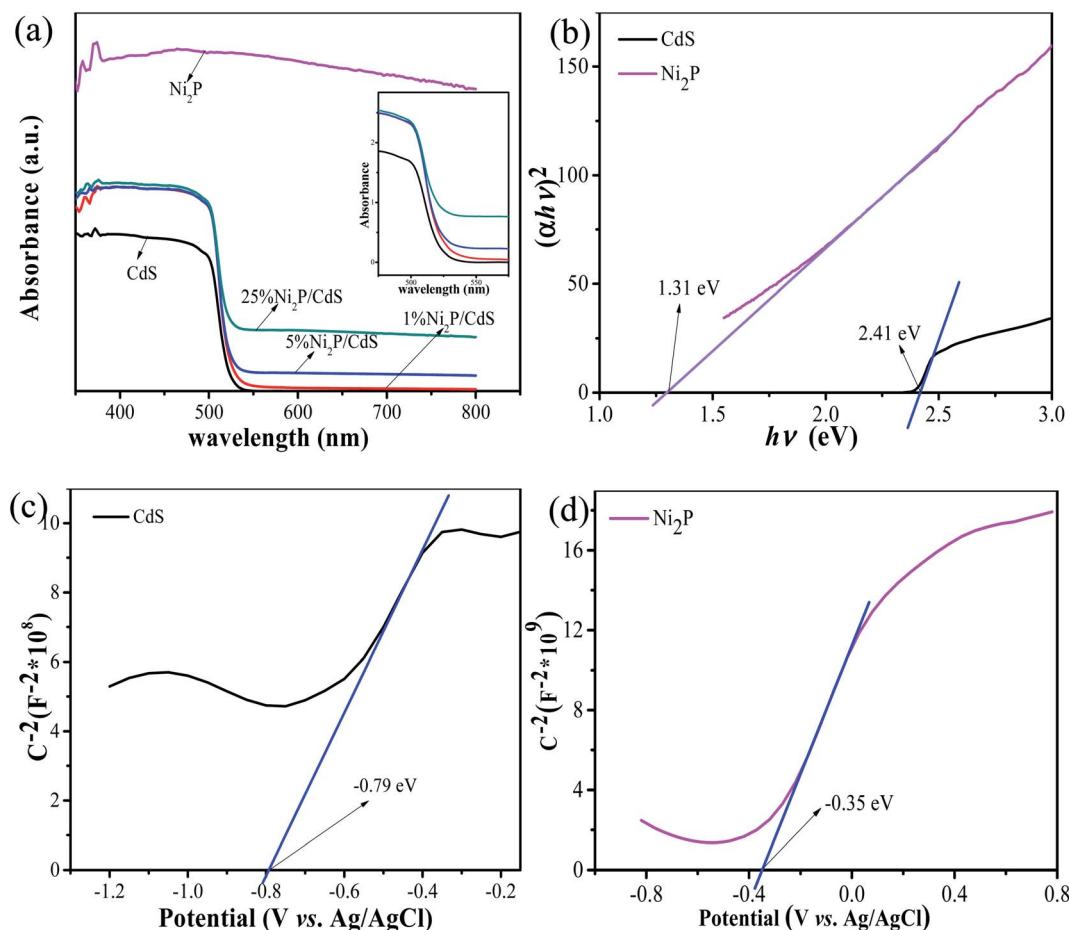 (a)
Absorbance (a.u.)
Ni₂P
CdS
25%Ni₂P/CdS
5%Ni₂P/CdS
1%Ni₂P/CdS
400 500 600 700 800
wavelength (nm)
Absorbance
2
1
0
500 550
wavelength (nm)
(b)
CdS
Ni₂P
(αhν)²
150
100
50
0
1.31 eV
2.41 eV
1.0 1.5 2.0 2.5 3.0
hν (eV)
(c)
CdS
C⁻²(F⁻²*10⁸)
10
8
6
4
2
0
-0.79 eV
-1.2 -1.0 -0.8 -0.6 -0.4 -0.2
Potential (V vs. Ag/AgCl)
(d)
Ni₂P
C⁻²(F⁻²*10⁹)
16
12
8
4
0
-0.35 eV
-0.8 -0.4 0.0 0.4 0.8
Potential (V vs. Ag/AgCl)